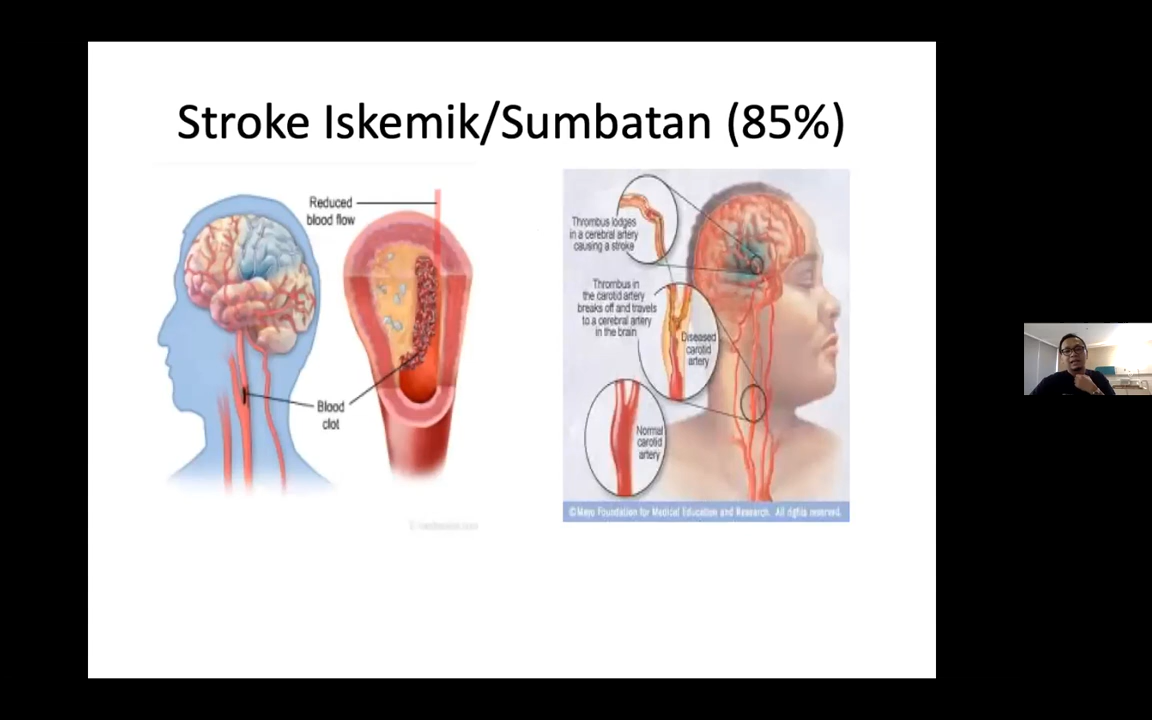 Stroke Iskemik/Sumbatan (85%)
Reduced
blood flow
Blood
clot
Thrombus lodges
in a cerebral artery
causing a stroke
Thrombus in
the carotid artery
breaks off and travels
to a cerebral artery
in the brain
Diseased
carotid
artery
Normal
carotid
artery
©Mayo Foundation for Medical Education and Research. All rights reserved.